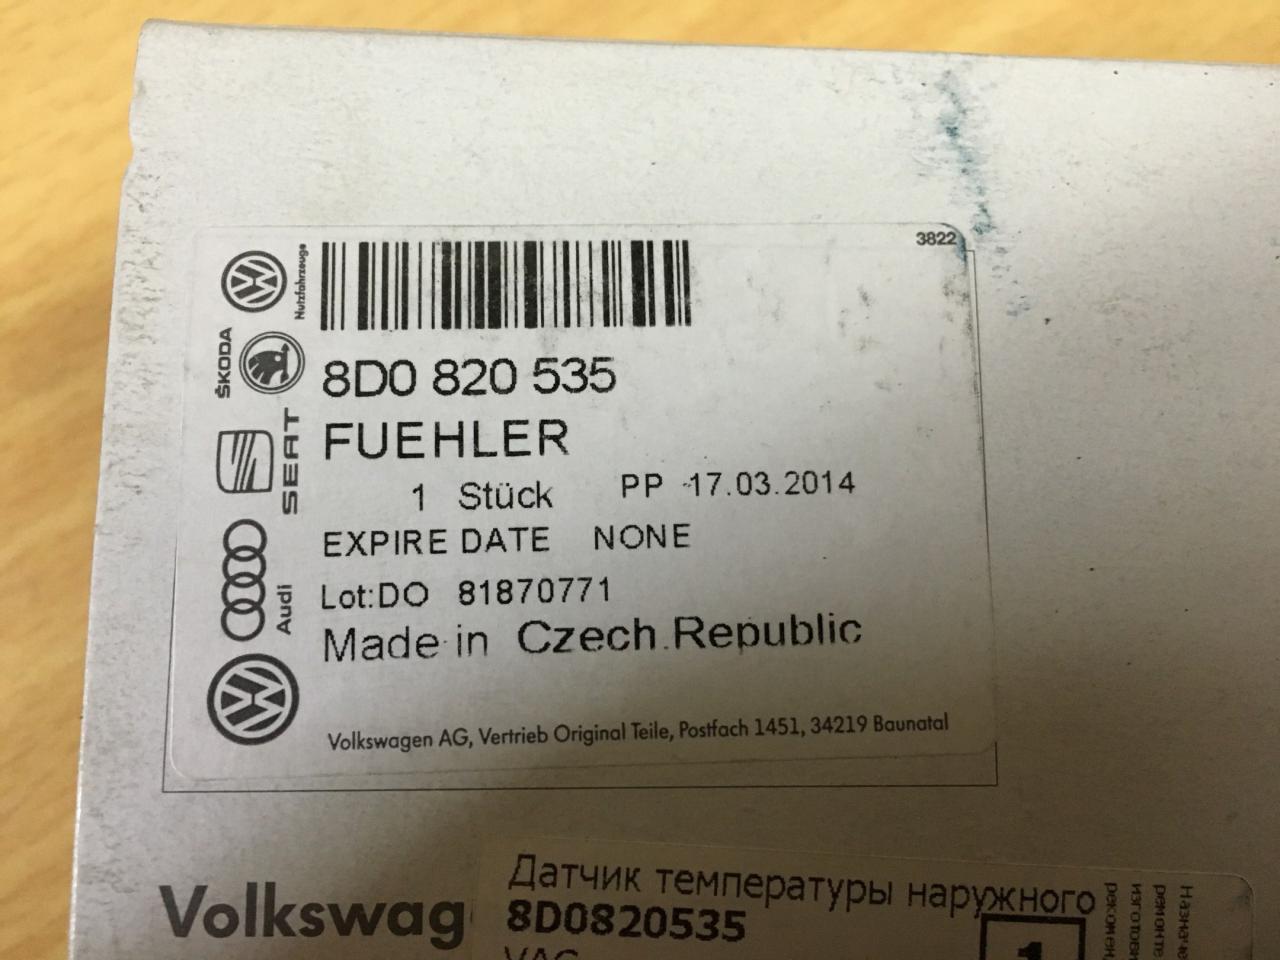 3822
Nutzfahrzeuge
ŠKODA
SEAT
Audi
8D0 820 535
FUEHLER
1 Stück PP 17.03.2014
EXPIRE DATE NONE
Lot:DO 81870771
Made in Czech Republic
Volkswagen AG, Vertrieb Original Teile, Postfach 1451, 34219 Baunatal
Volkswag
Датчик температуры наружного
8D0820535
VAG
1